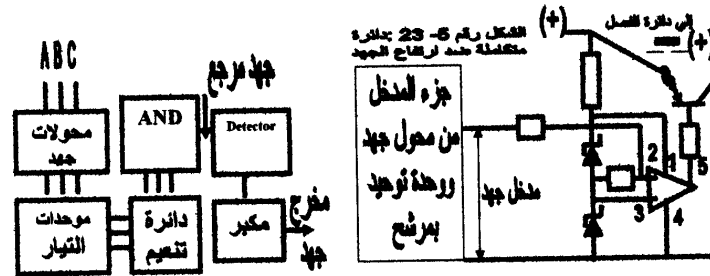 الشكل رقم 5- 23 :دائرة
متكاملة ضد ارتفاع الجهد
(+)
إلى دائرة الفصل
(+)
جزء المدخل
من محول جهد
ووحدة توحيد
بمرشح
مدخل جهد
2
1
5
3
4
A B C
جهد مرجع
محولات
جهد
AND
Detector
موحدات
التيار
دائرة
تنعيم
مكبر
مخرج
جهد